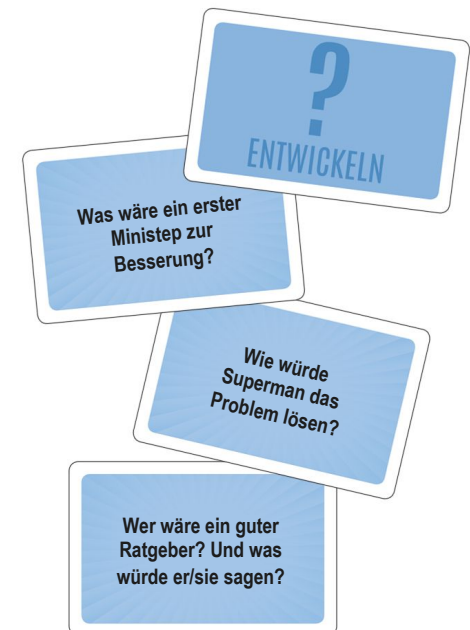 ?
ENTWICKELN
Was wäre ein erster
Ministep zur
Besserung?
Wie würde
Superman das
Problem lösen?
Wer wäre ein guter
Ratgeber? Und was
würde er/sie sagen?